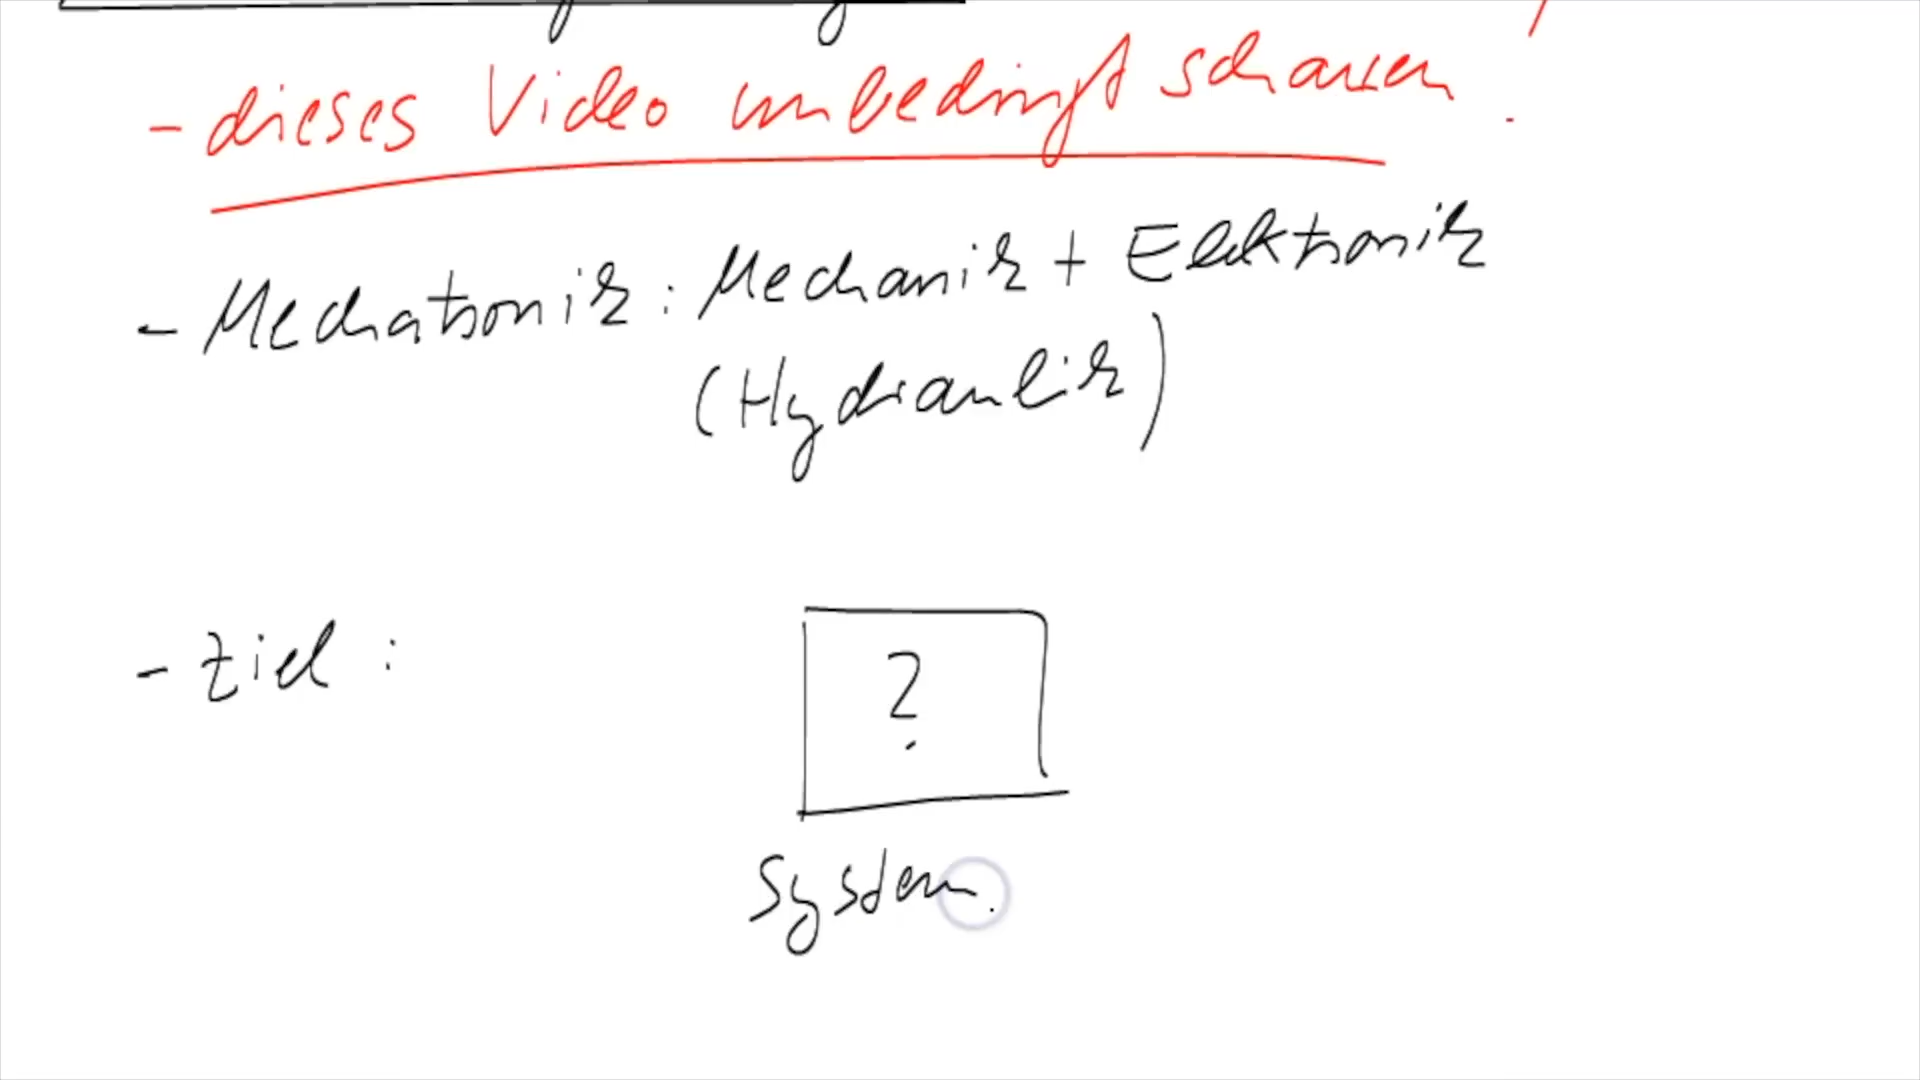 - dieses Video unbedingt schauen!
- Mechatronik: Mechanik + Elektronik
(Hydraulik)
- Ziel:
?
System